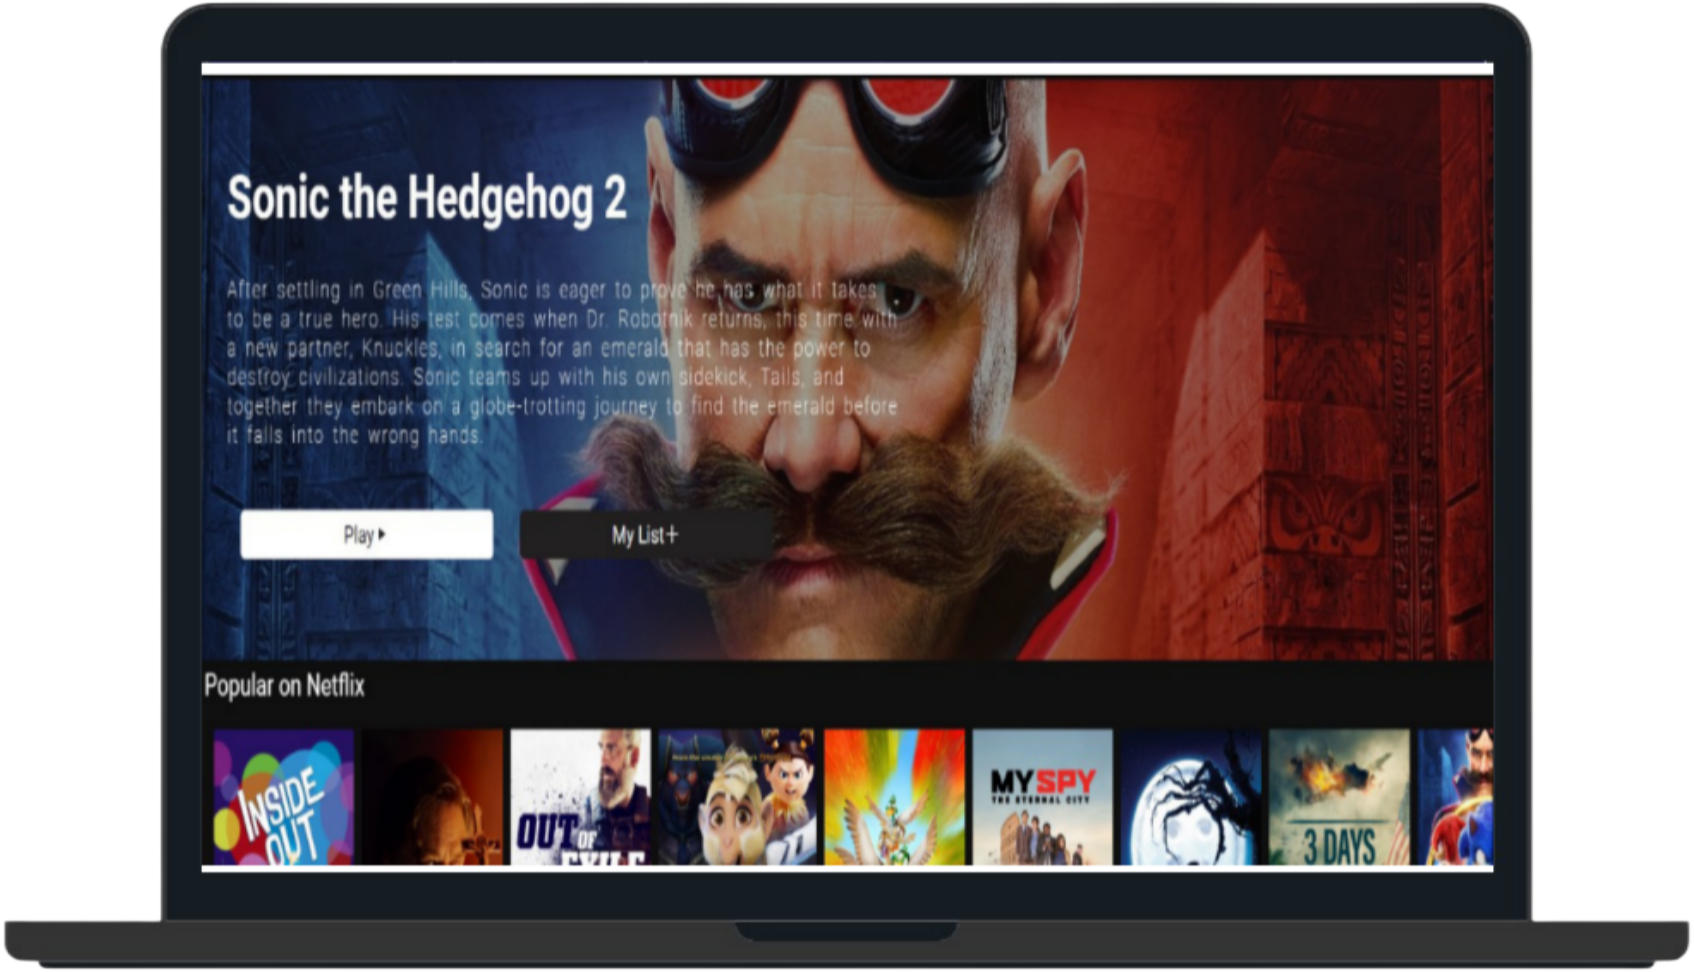 Sonic the Hedgehog 2
After settling in Green Hills, Sonic is eager to prove he has what it takes
to be a true hero. His test comes when Dr. Robotnik returns, this time with
a new partner, Knuckles, in search for an emerald that has the power to
destroy civilizations. Sonic teams up with his own sidekick, Tails, and
together they embark on a globe-trotting journey to find the emerald before
it falls into the wrong hands.
Play
My List+
Popular on Netflix
INSIDE
OUT
OUT OF
EXILE
MY SPY
THE ETERNAL CITY
3 DAYS